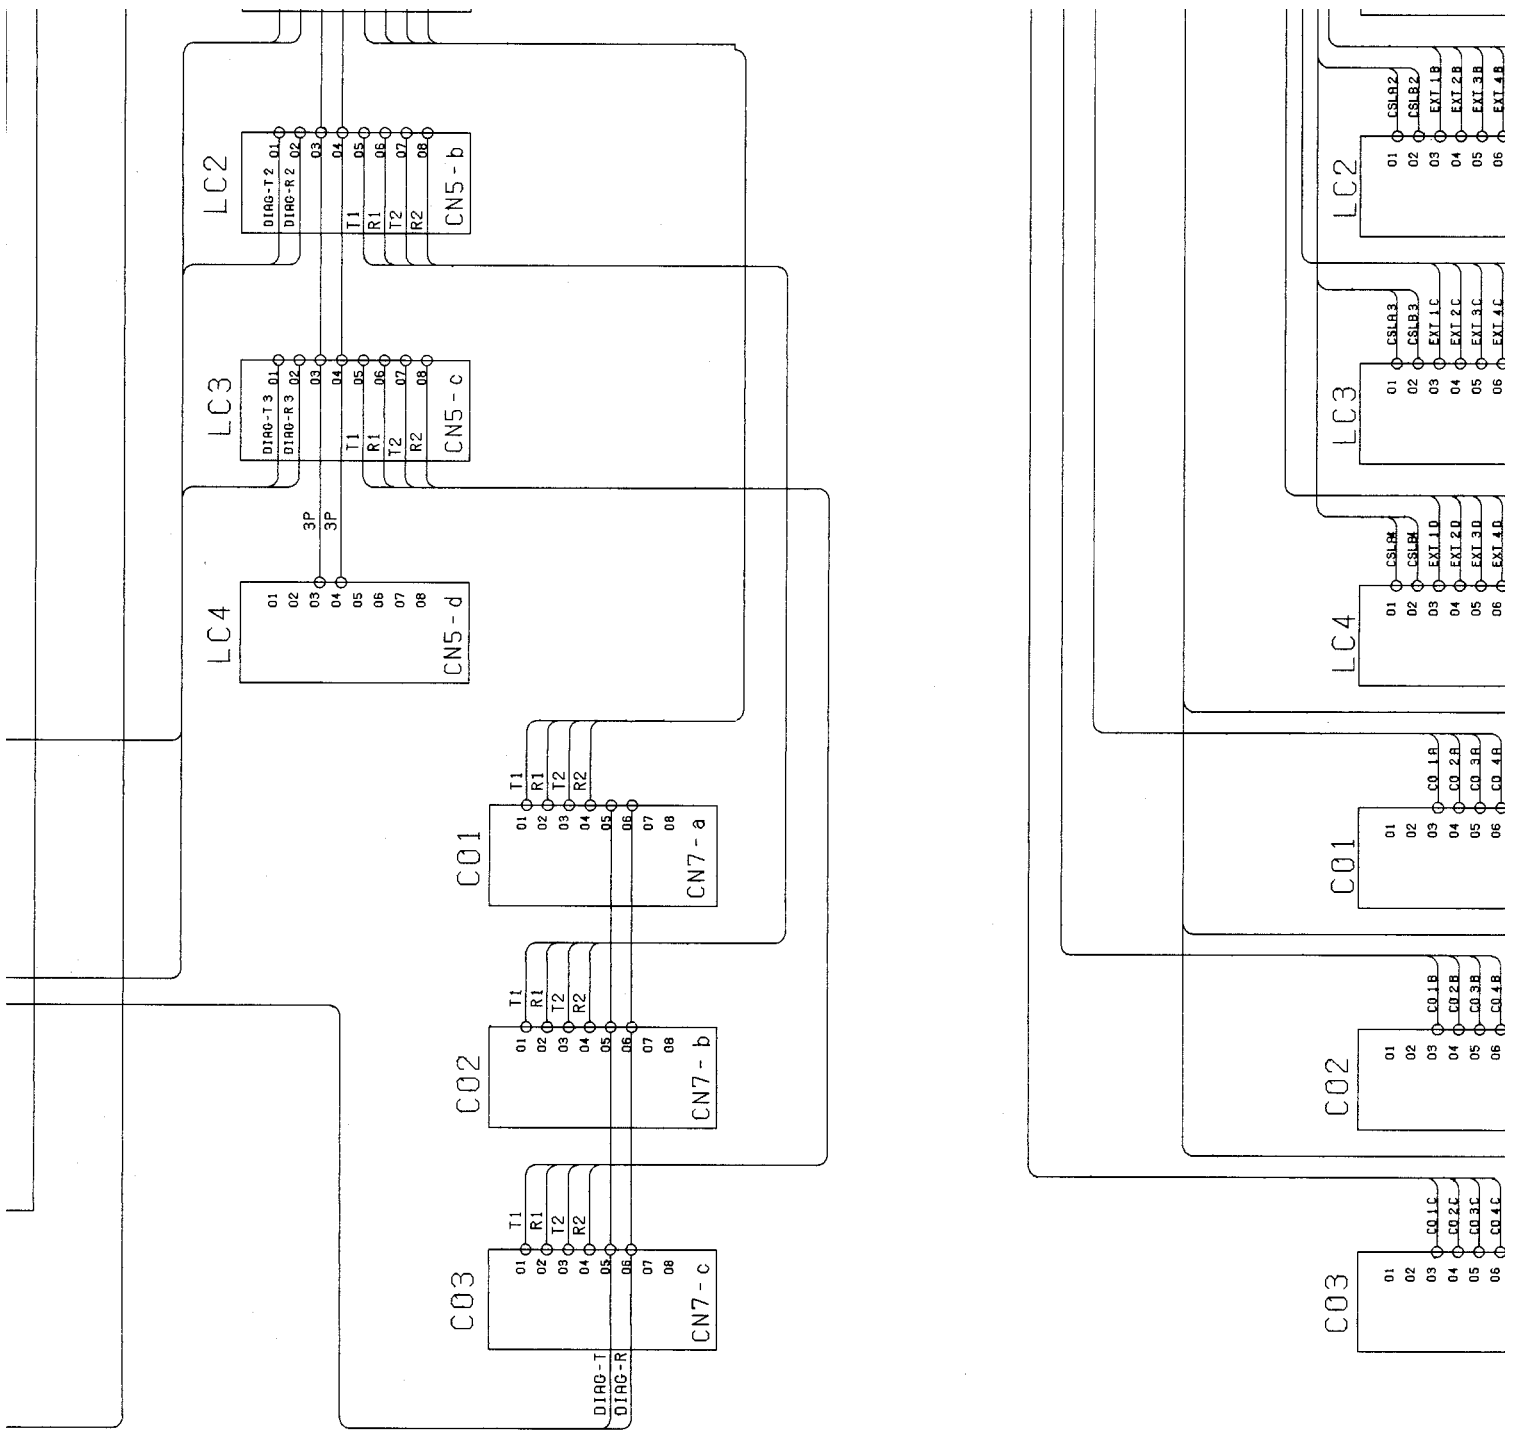 LC2
01
02
03
04
05
06
07
08
DIAG-T2
DIAG-R2
T1
R1
T2
R2
CN5-b
LC3
01
02
03
04
05
06
07
08
DIAG-T3
DIAG-R3
T1
R1
T2
R2
CN5-c
3P
3P
LC4
01
02
03
04
05
06
07
08
CN5-d
T1
R1
T2
R2
C01
01
02
03
04
05
06
07
08
CN7-a
T1
R1
T2
R2
C02
01
02
03
04
05
06
07
08
CN7-b
T1
R1
T2
R2
C03
01
02
03
04
05
06
07
08
CN7-c
DIAG-T
DIAG-R
CSLA2
CSLB2
EXT 1B
EXT 2B
EXT 3B
EXT 4B
LC2
01
02
03
04
05
06
CSLA3
CSLB3
EXT 1C
EXT 2C
EXT 3C
EXT 4C
LC3
01
02
03
04
05
06
CSLA4
CSLB4
EXT 1D
EXT 2D
EXT 3D
EXT 4D
LC4
01
02
03
04
05
06
CO 1A
CO 2A
CO 3A
CO 4A
C01
01
02
03
04
05
06
CO 1B
CO 2B
CO 3B
CO 4B
C02
01
02
03
04
05
06
CO 1C
CO 2C
CO 3C
CO 4C
C03
01
02
03
04
05
06